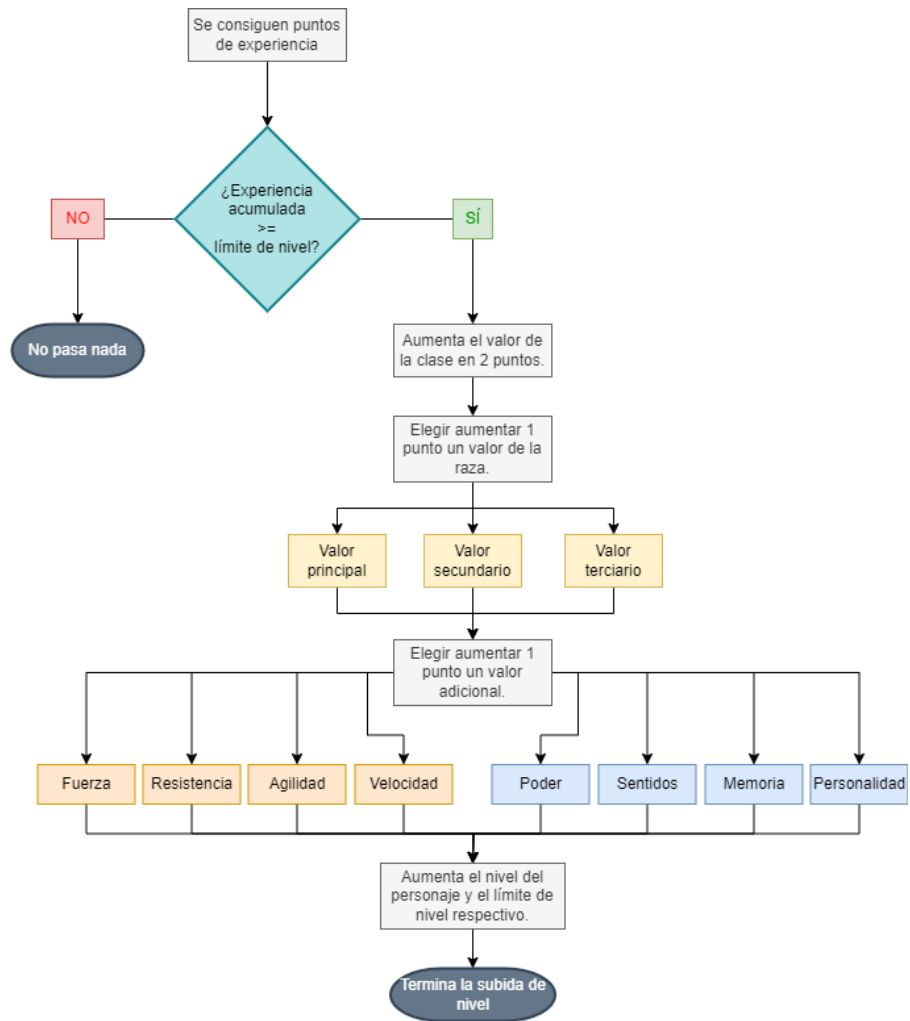 Se consiguen puntos
de experiencia
¿Experiencia
acumulada
>=
límite de nivel?
NO
SÍ
No pasa nada
Aumenta el valor de
la clase en 2 puntos.
Elegir aumentar 1
punto un valor de la
raza.
Valor
principal
Valor
secundario
Valor
terciario
Elegir aumentar 1
punto un valor
adicional.
Fuerza
Resistencia
Agilidad
Velocidad
Poder
Sentidos
Memoria
Personalidad
Aumenta el nivel del
personaje y el límite de
nivel respectivo.
Termina la subida de
nivel